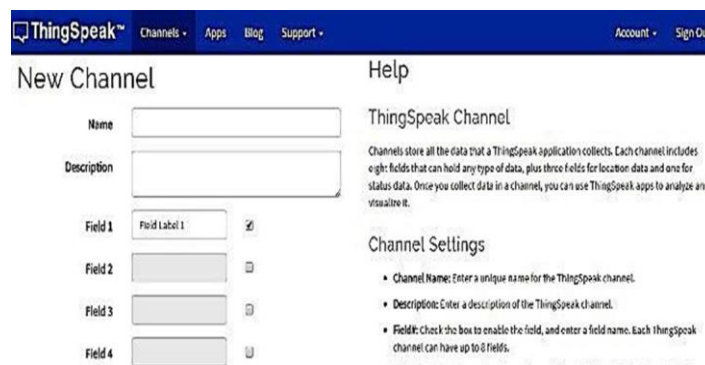 ThingSpeak™ Channels Apps Blog Support Account Sign Ou
New Channel
Name
Description
Field 1 Field Label 1
Field 2
Field 3
Field 4
Help
ThingSpeak Channel
Channels store all the data that a ThingSpeak application collects. Each channel includes
eight fields that can hold any type of data, plus three fields for location data and one for
status data. Once you collect data in a channel, you can use ThingSpeak apps to analyze an
visualize it.
Channel Settings
• Channel Name: Enter a unique name for the ThingSpeak channel.
• Description: Enter a description of the ThingSpeak channel.
• Field#: Check the box to enable the field, and enter a field name. Each ThingSpeak
channel can have up to 8 fields.